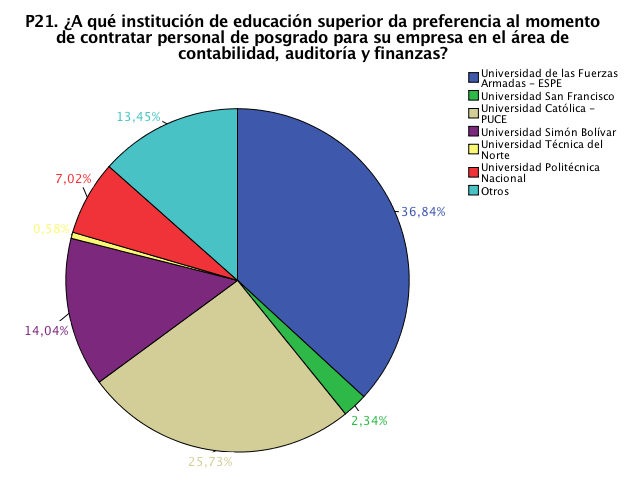 P21. ¿A qué institución de educación superior da preferencia al momento
de contratar personal de posgrado para su empresa en el área de
contabilidad, auditoría y finanzas?
Universidad de las Fuerzas
Armadas - ESPE
Universidad San Francisco
Universidad Católica -
PUCE
Universidad Simón Bolívar
Universidad Técnica del
Norte
Universidad Politécnica
Nacional
Otros
13,45%
7,02%
0,58%
14,04%
25,73%
2,34%
36,84%